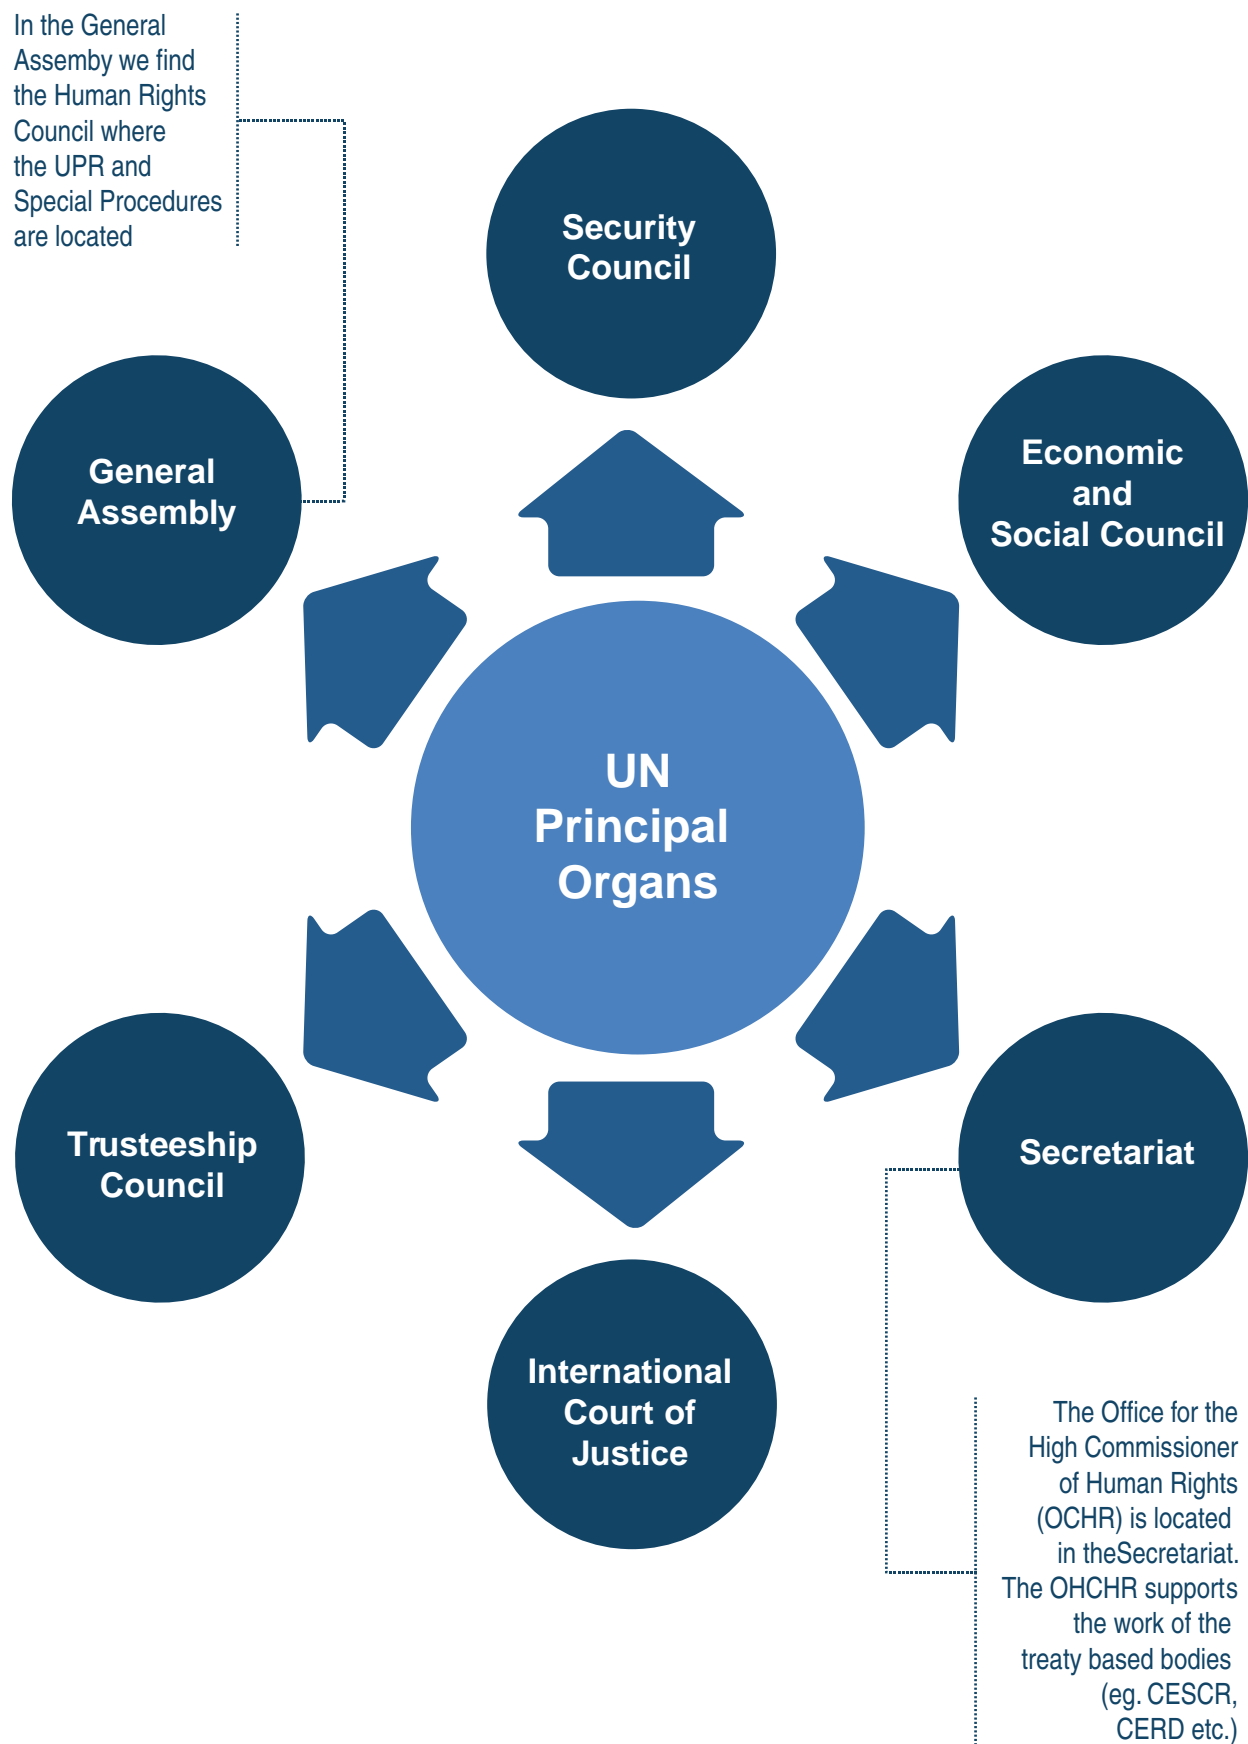 In the General
Assemby we find
the Human Rights
Council where
the UPR and
Special Procedures
are located
Security
Council
General
Assembly
Economic
and
Social Council
UN
Principal
Organs
Trusteeship
Council
Secretariat
International
Court of
Justice
The Office for the
High Commissioner
of Human Rights
(OCHR) is located
in theSecretariat.
The OHCHR supports
the work of the
treaty based bodies
(eg. CESCR,
CERD etc.)